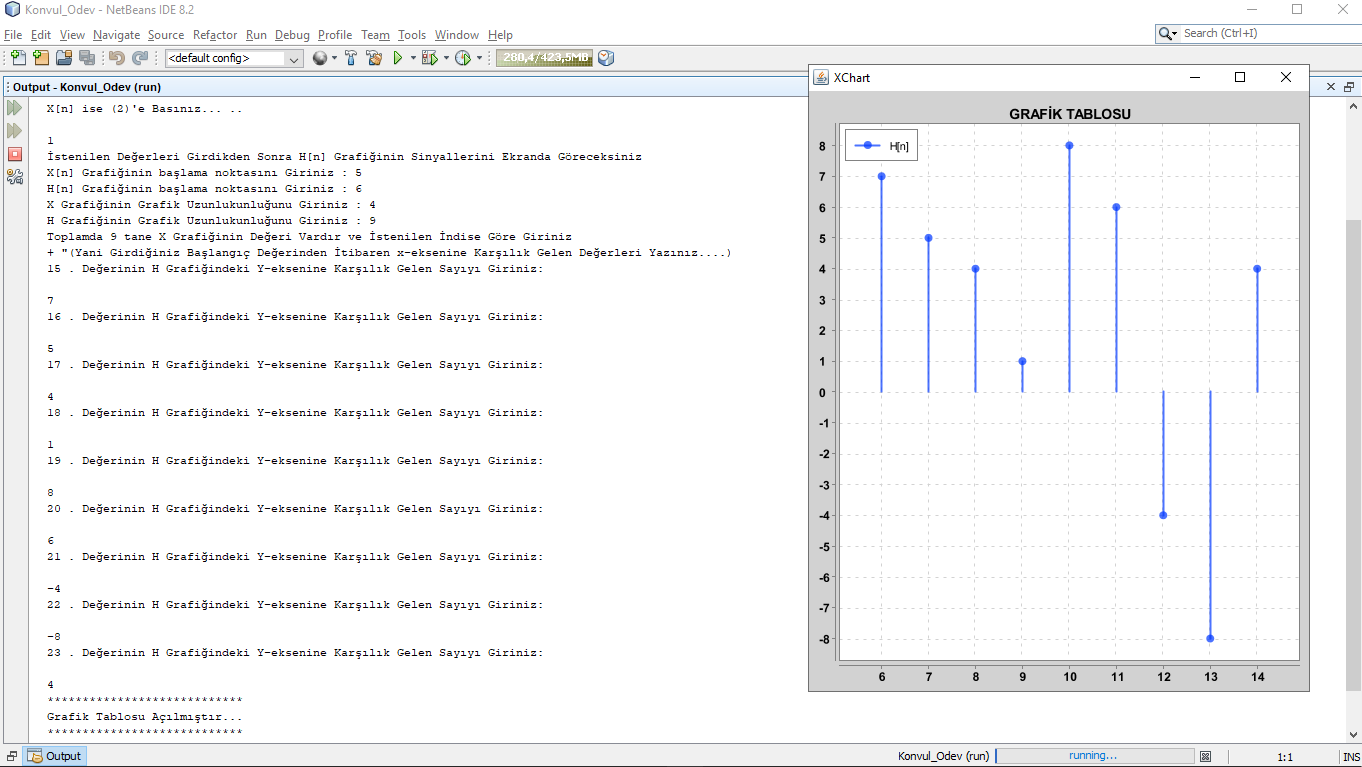 Konvul_Odev - NetBeans IDE 8.2
File Edit View Navigate Source Refactor Run Debug Profile Team Tools Window Help
Search (Ctrl+I)
<default config>
280,4/423,5MB
Output - Konvul_Odev (run)
X[n] ise (2)'e Basınız... ..
1
İstenilen Değerleri Girdikden Sonra H[n] Grafiğinin Sinyallerini Ekranda Göreceksiniz
X[n] Grafiğinin başlama noktasını Giriniz : 5
H[n] Grafiğinin başlama noktasını Giriniz : 6
X Grafiğinin Grafik Uzunlukunluğunu Giriniz : 4
H Grafiğinin Grafik Uzunlukunluğunu Giriniz : 9
Toplamda 9 tane X Grafiğinin Değeri Vardır ve İstenilen İndise Göre Giriniz
+ "(Yani Girdiğiniz Başlangıç Değerinden İtibaren x-eksenine Karşılık Gelen Değerleri Yazınız....)
15 . Değerinin H Grafiğindeki Y-eksenine Karşılık Gelen Sayıyı Giriniz:
7
16 . Değerinin H Grafiğindeki Y-eksenine Karşılık Gelen Sayıyı Giriniz:
5
17 . Değerinin H Grafiğindeki Y-eksenine Karşılık Gelen Sayıyı Giriniz:
4
18 . Değerinin H Grafiğindeki Y-eksenine Karşılık Gelen Sayıyı Giriniz:
1
19 . Değerinin H Grafiğindeki Y-eksenine Karşılık Gelen Sayıyı Giriniz:
8
20 . Değerinin H Grafiğindeki Y-eksenine Karşılık Gelen Sayıyı Giriniz:
6
21 . Değerinin H Grafiğindeki Y-eksenine Karşılık Gelen Sayıyı Giriniz:
-4
22 . Değerinin H Grafiğindeki Y-eksenine Karşılık Gelen Sayıyı Giriniz:
-8
23 . Değerinin H Grafiğindeki Y-eksenine Karşılık Gelen Sayıyı Giriniz:
4
****************************
Grafik Tablosu Açılmıştır...
****************************
XChart
GRAFİK TABLOSU
H[n]
8
7
6
5
4
3
2
1
0
-1
-2
-3
-4
-5
-6
-7
-8
6 7 8 9 10 11 12 13 14
Output
Konvul_Odev (run)
running...
1:1
INS